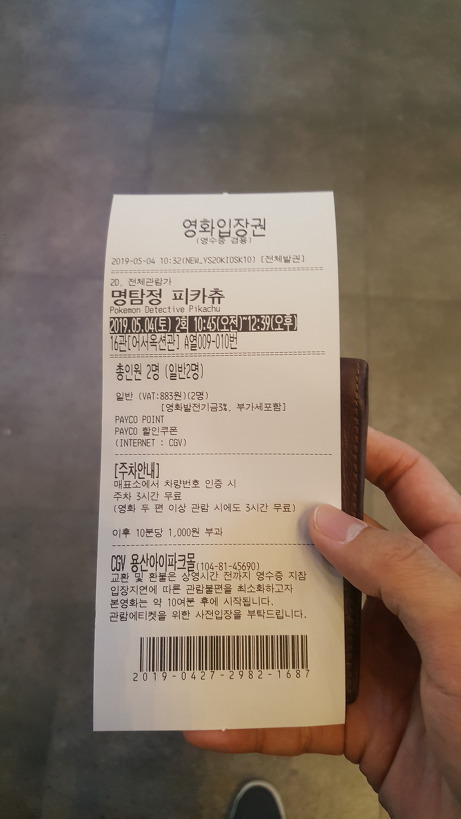 영화입장권
(영수증 겸용)
2019-05-04 10:32(NEW_YS20KIOSK10) [전체발권]
2D, 전체관람가
명탐정 피카츄
Pokemon Detective Pikachu
2019.05.04(토) 2회 10:45(오전)~12:39(오후)
16관[어서옥션관] A열009-010번
총인원 2명 (일반2명)
일반 (VAT:883원)(2명)
[영화발전기금3%, 부가세포함]
PAYCO POINT
PAYCO 할인쿠폰
(INTERNET : CGV)
[주차안내]
매표소에서 차량번호 인증 시
주차 3시간 무료
(영화 두 편 이상 관람 시에도 3시간 무료)
이후 10분당 1,000원 부과
CGV 용산아이파크몰(104-81-45690)
교환 및 환불은 상영시간 전까지 영수증 지참
입장지연에 따른 관람불편을 최소화하고자
본영화는 약 10여분 후에 시작됩니다.
관람에티켓을 위한 사전입장을 부탁드립니다.
2019-0427-2982-1687